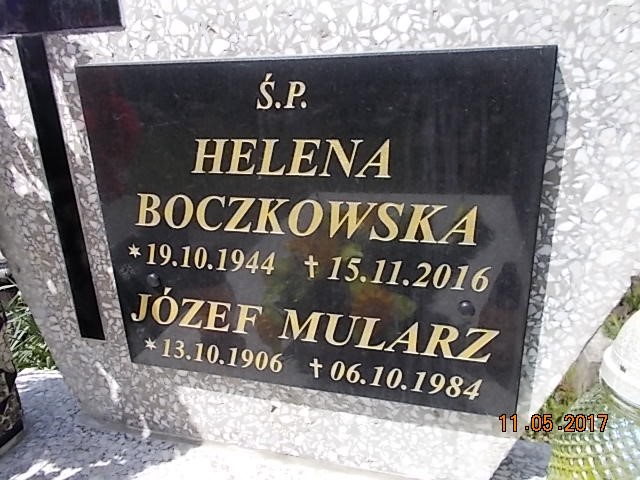 Ś.P.
HELENA
BOCZKOWSKA
*19.10.1944 †15.11.2016
JÓZEF MULARZ
*13.10.1906 †06.10.1984
11.05.2017